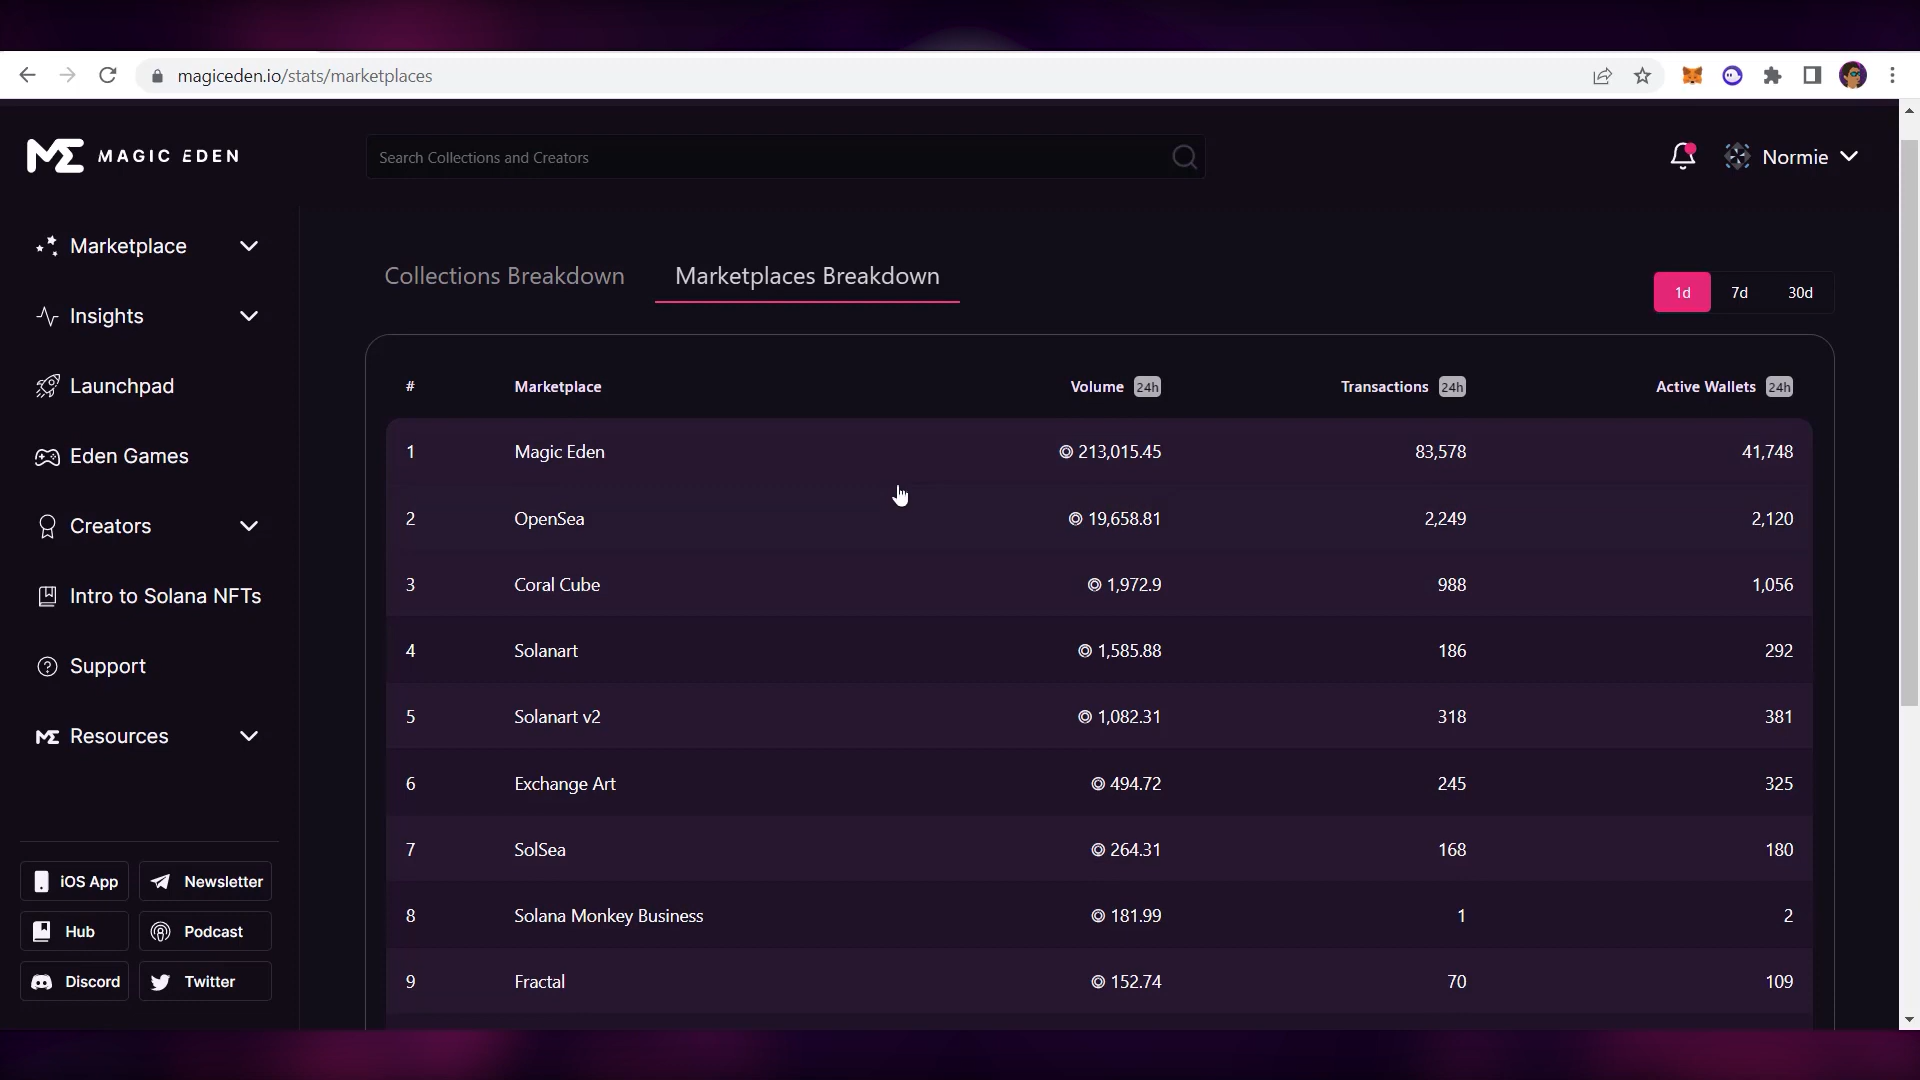 magiceden.io/stats/marketplaces
MAGIC EDEN
Search Collections and Creators
Normie
Marketplace
Insights
Launchpad
Eden Games
Creators
Intro to Solana NFTs
Support
Resources
iOS App Newsletter
Hub Podcast
Discord Twitter
Collections Breakdown Marketplaces Breakdown
1d 7d 30d
# Marketplace Volume 24h Transactions 24h Active Wallets 24h
1 Magic Eden 213,015.45 83,578 41,748
2 OpenSea 19,658.81 2,249 2,120
3 Coral Cube 1,972.9 988 1,056
4 Solanart 1,585.88 186 292
5 Solanart v2 1,082.31 318 381
6 Exchange Art 494.72 245 325
7 SolSea 264.31 168 180
8 Solana Monkey Business 181.99 1 2
9 Fractal 152.74 70 109